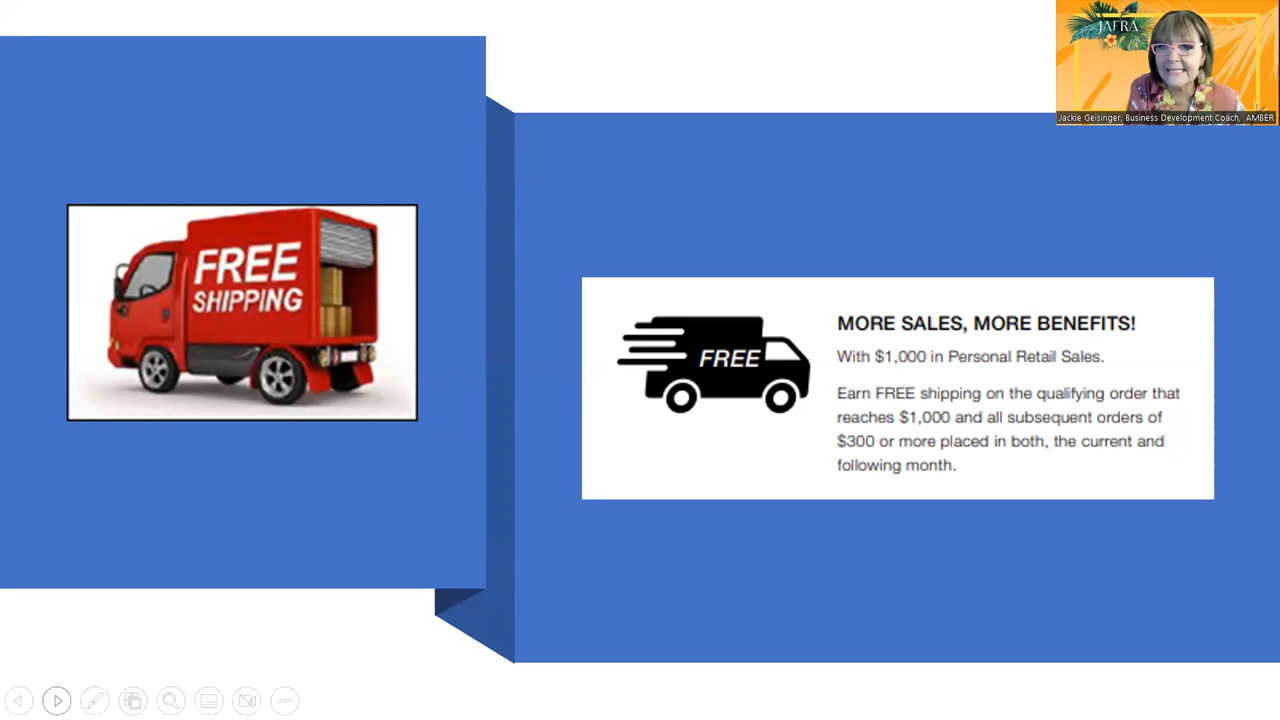 JAFRA
Jackie Geisinger, Business Development Coach, AMBER
FREE
SHIPPING
FREE
MORE SALES, MORE BENEFITS!
With $1,000 in Personal Retail Sales.
Earn FREE shipping on the qualifying order that
reaches $1,000 and all subsequent orders of
$300 or more placed in both, the current and
following month.